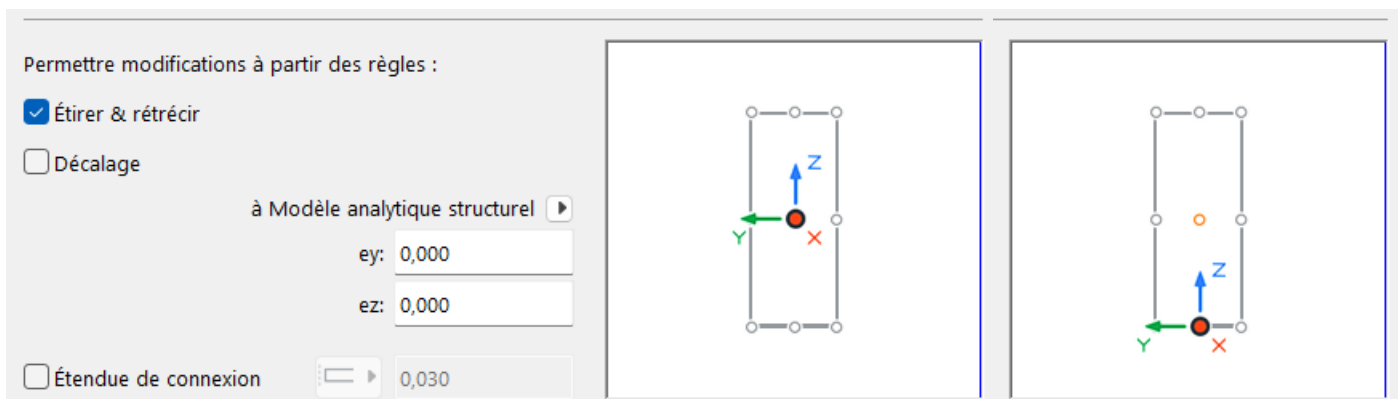 Permettre modifications à partir des règles :
Étirer & rétrécir
Décalage
à Modèle analytique structurel
ey: 0,000
ez: 0,000
Étendue de connexion 0,030
Z
Y X
Z
Y X